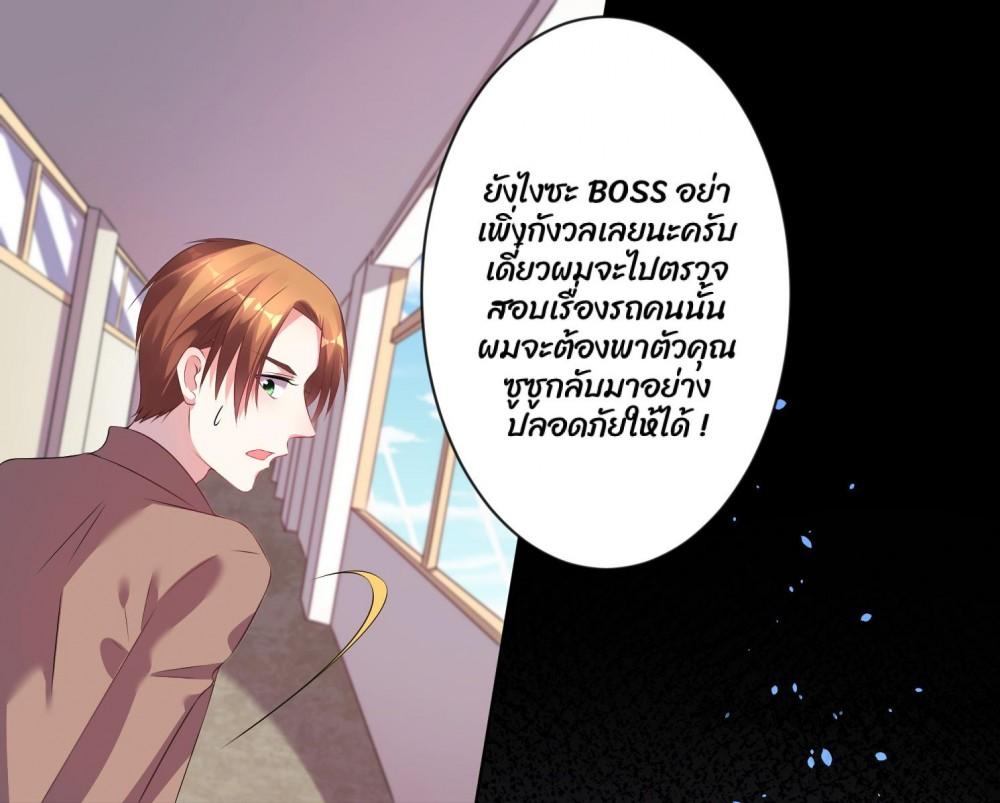 ยังไงซะ BOSS อย่า
เพิ่งกังวลเลยนะครับ
เดี๋ยวผมจะไปตรวจ
สอบเรื่องรถคนนั้น
ผมจะต้องพาตัวคุณ
ซูซูกลับมาอย่าง
ปลอดภัยให้ได้ !